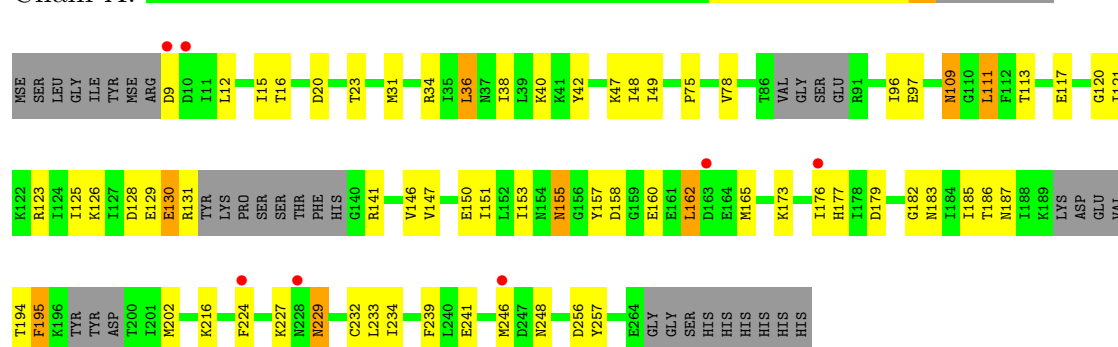 MSE SER LEU GLY ILE TYR MSE ARG D9 D10 I11 L12 I15 T16 D20 T23 M31 R34 I35 L36 N37 I38 L39 K40 K41 Y42 K47 I48 I49 P75 V78 T86 VAL GLY SER GLU R91 I96 E97 N109 G110 L111 F112 T113 E117 G120 I121
K122 R123 I124 I125 K126 I127 D128 E129 E130 R131 TYR LYS PRO SER SER THR PHE HIS G140 R141 V146 V147 E150 I151 L152 I153 N154 N155 G156 Y157 D158 G159 E160 E161 L162 D163 E164 M165 K173 I176 H177 I178 D179 G182 N183 I184 I185 T186 N187 I188 K189 LYS ASP GLU VAL
T194 F195 K196 TYR TYR ASP T200 I201 M202 K216 F224 K227 N228 N229 C232 L233 I234 F239 L240 E241 M246 D247 N248 D256 Y257 E264 GLY GLY SER HIS HIS HIS HIS HIS HIS